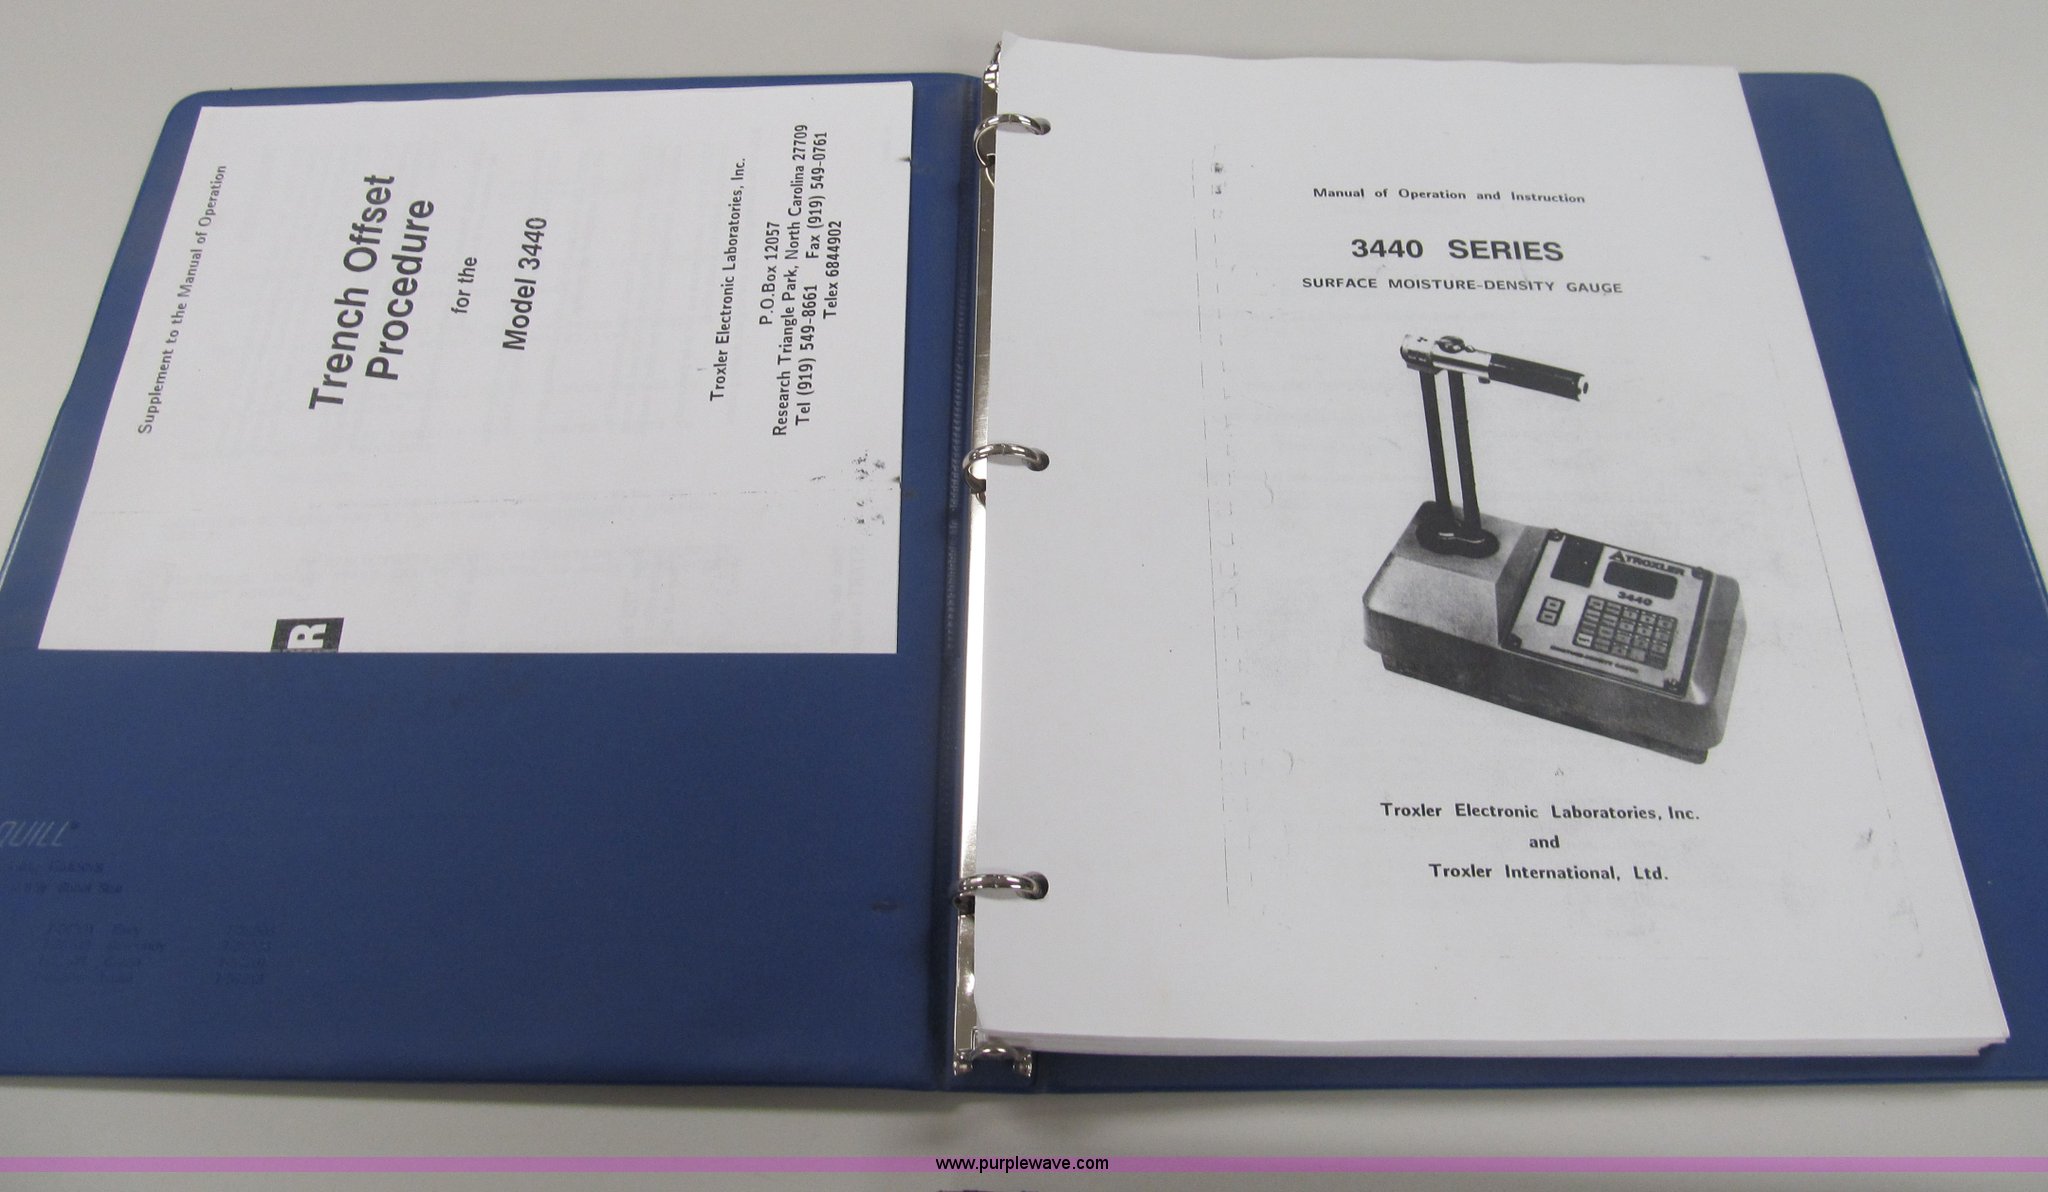 Supplement to the Manual of Operation
Trench Offset
Procedure
for the
Model 3440
Troxler Electronic Laboratories, Inc.
P.O.Box 12057
Research Triangle Park, North Carolina 27709
Tel (919) 549-8661 Fax (919) 549-0761
Telex 6844902
R
QUILL
Manual of Operation and Instruction
3440 SERIES
SURFACE MOISTURE-DENSITY GAUGE
TROXLER
3440
Troxler Electronic Laboratories, Inc.
and
Troxler International, Ltd.
www.purplewave.com